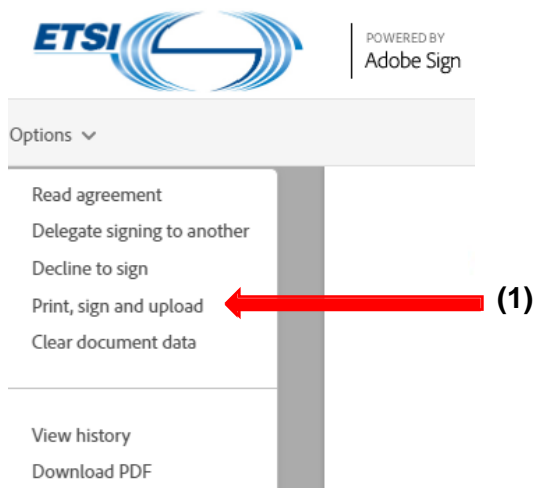 ETSI
POWERED BY
Adobe Sign
Options
Read agreement
Delegate signing to another
Decline to sign
Print, sign and upload
(1)
Clear document data
View history
Download PDF